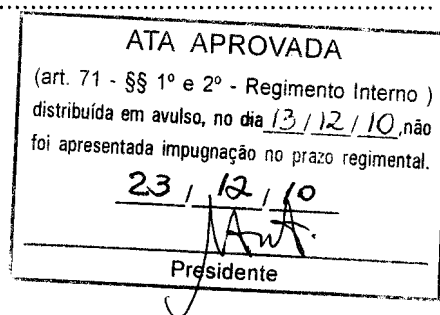 ATA APROVADA
(art. 71 - §§ 1º e 2º - Regimento Interno )
distribuída em avulso, no dia 13 / 12 / 10 ,não
foi apresentada impugnação no prazo regimental.
23 / 12 / 10
Presidente